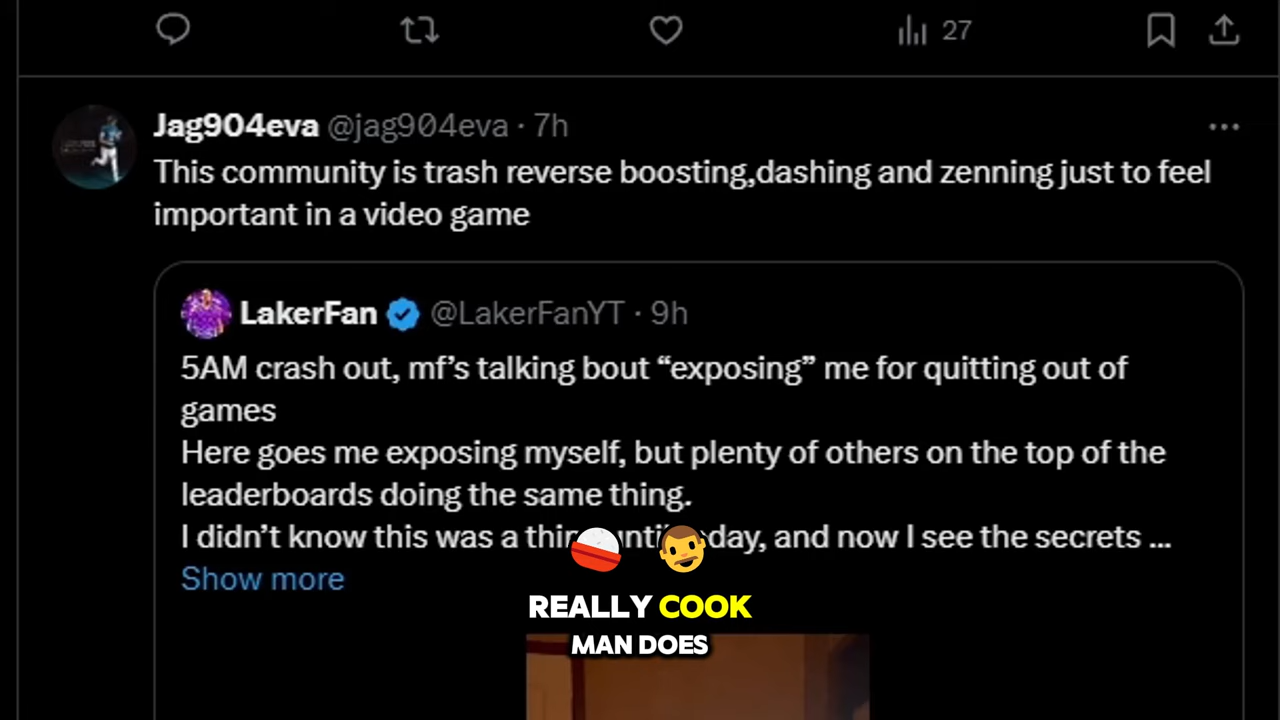 27
Jag904eva @jag904eva · 7h
This community is trash reverse boosting,dashing and zenning just to feel
important in a video game
LakerFan @LakerFanYT · 9h
5AM crash out, mf’s talking bout “exposing” me for quitting out of
games
Here goes me exposing myself, but plenty of others on the top of the
leaderboards doing the same thing.
I didn’t know this was a day, and now I see the secrets ...
Show more
REALLY COOK
MAN DOES